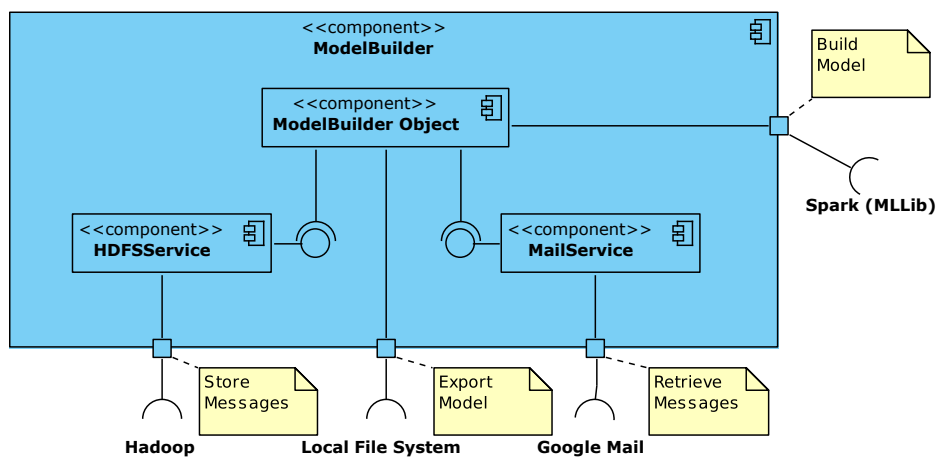 <<component>>
ModelBuilder
Build
Model
<<component>>
ModelBuilder Object
Spark (MLLib)
<<component>>
HDFSService
<<component>>
MailService
Store
Messages
Export
Model
Retrieve
Messages
Hadoop
Local File System
Google Mail